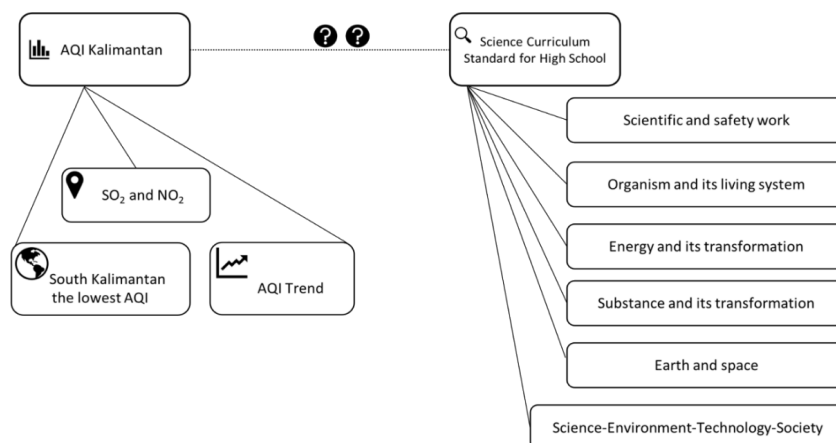 AQI Kalimantan
? ?
Science Curriculum
Standard for High School
SO₂ and NO₂
South Kalimantan
the lowest AQI
AQI Trend
Scientific and safety work
Organism and its living system
Energy and its transformation
Substance and its transformation
Earth and space
Science-Environment-Technology-Society